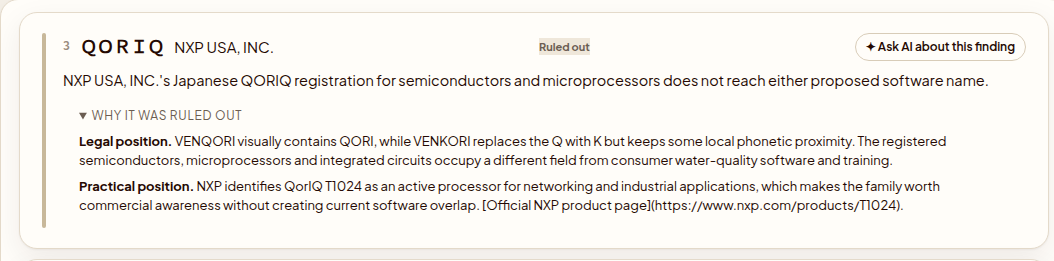 3 QORIQ NXP USA, INC. Ruled out ✦ Ask AI about this finding
NXP USA, INC.'s Japanese QORIQ registration for semiconductors and microprocessors does not reach either proposed software name.
▼ WHY IT WAS RULED OUT
Legal position. VENQORI visually contains QORI, while VENKORI replaces the Q with K but keeps some local phonetic proximity. The registered
semiconductors, microprocessors and integrated circuits occupy a different field from consumer water-quality software and training.
Practical position. NXP identifies QorIQ T1024 as an active processor for networking and industrial applications, which makes the family worth
commercial awareness without creating current software overlap. [Official NXP product page](https://www.nxp.com/products/T1024).